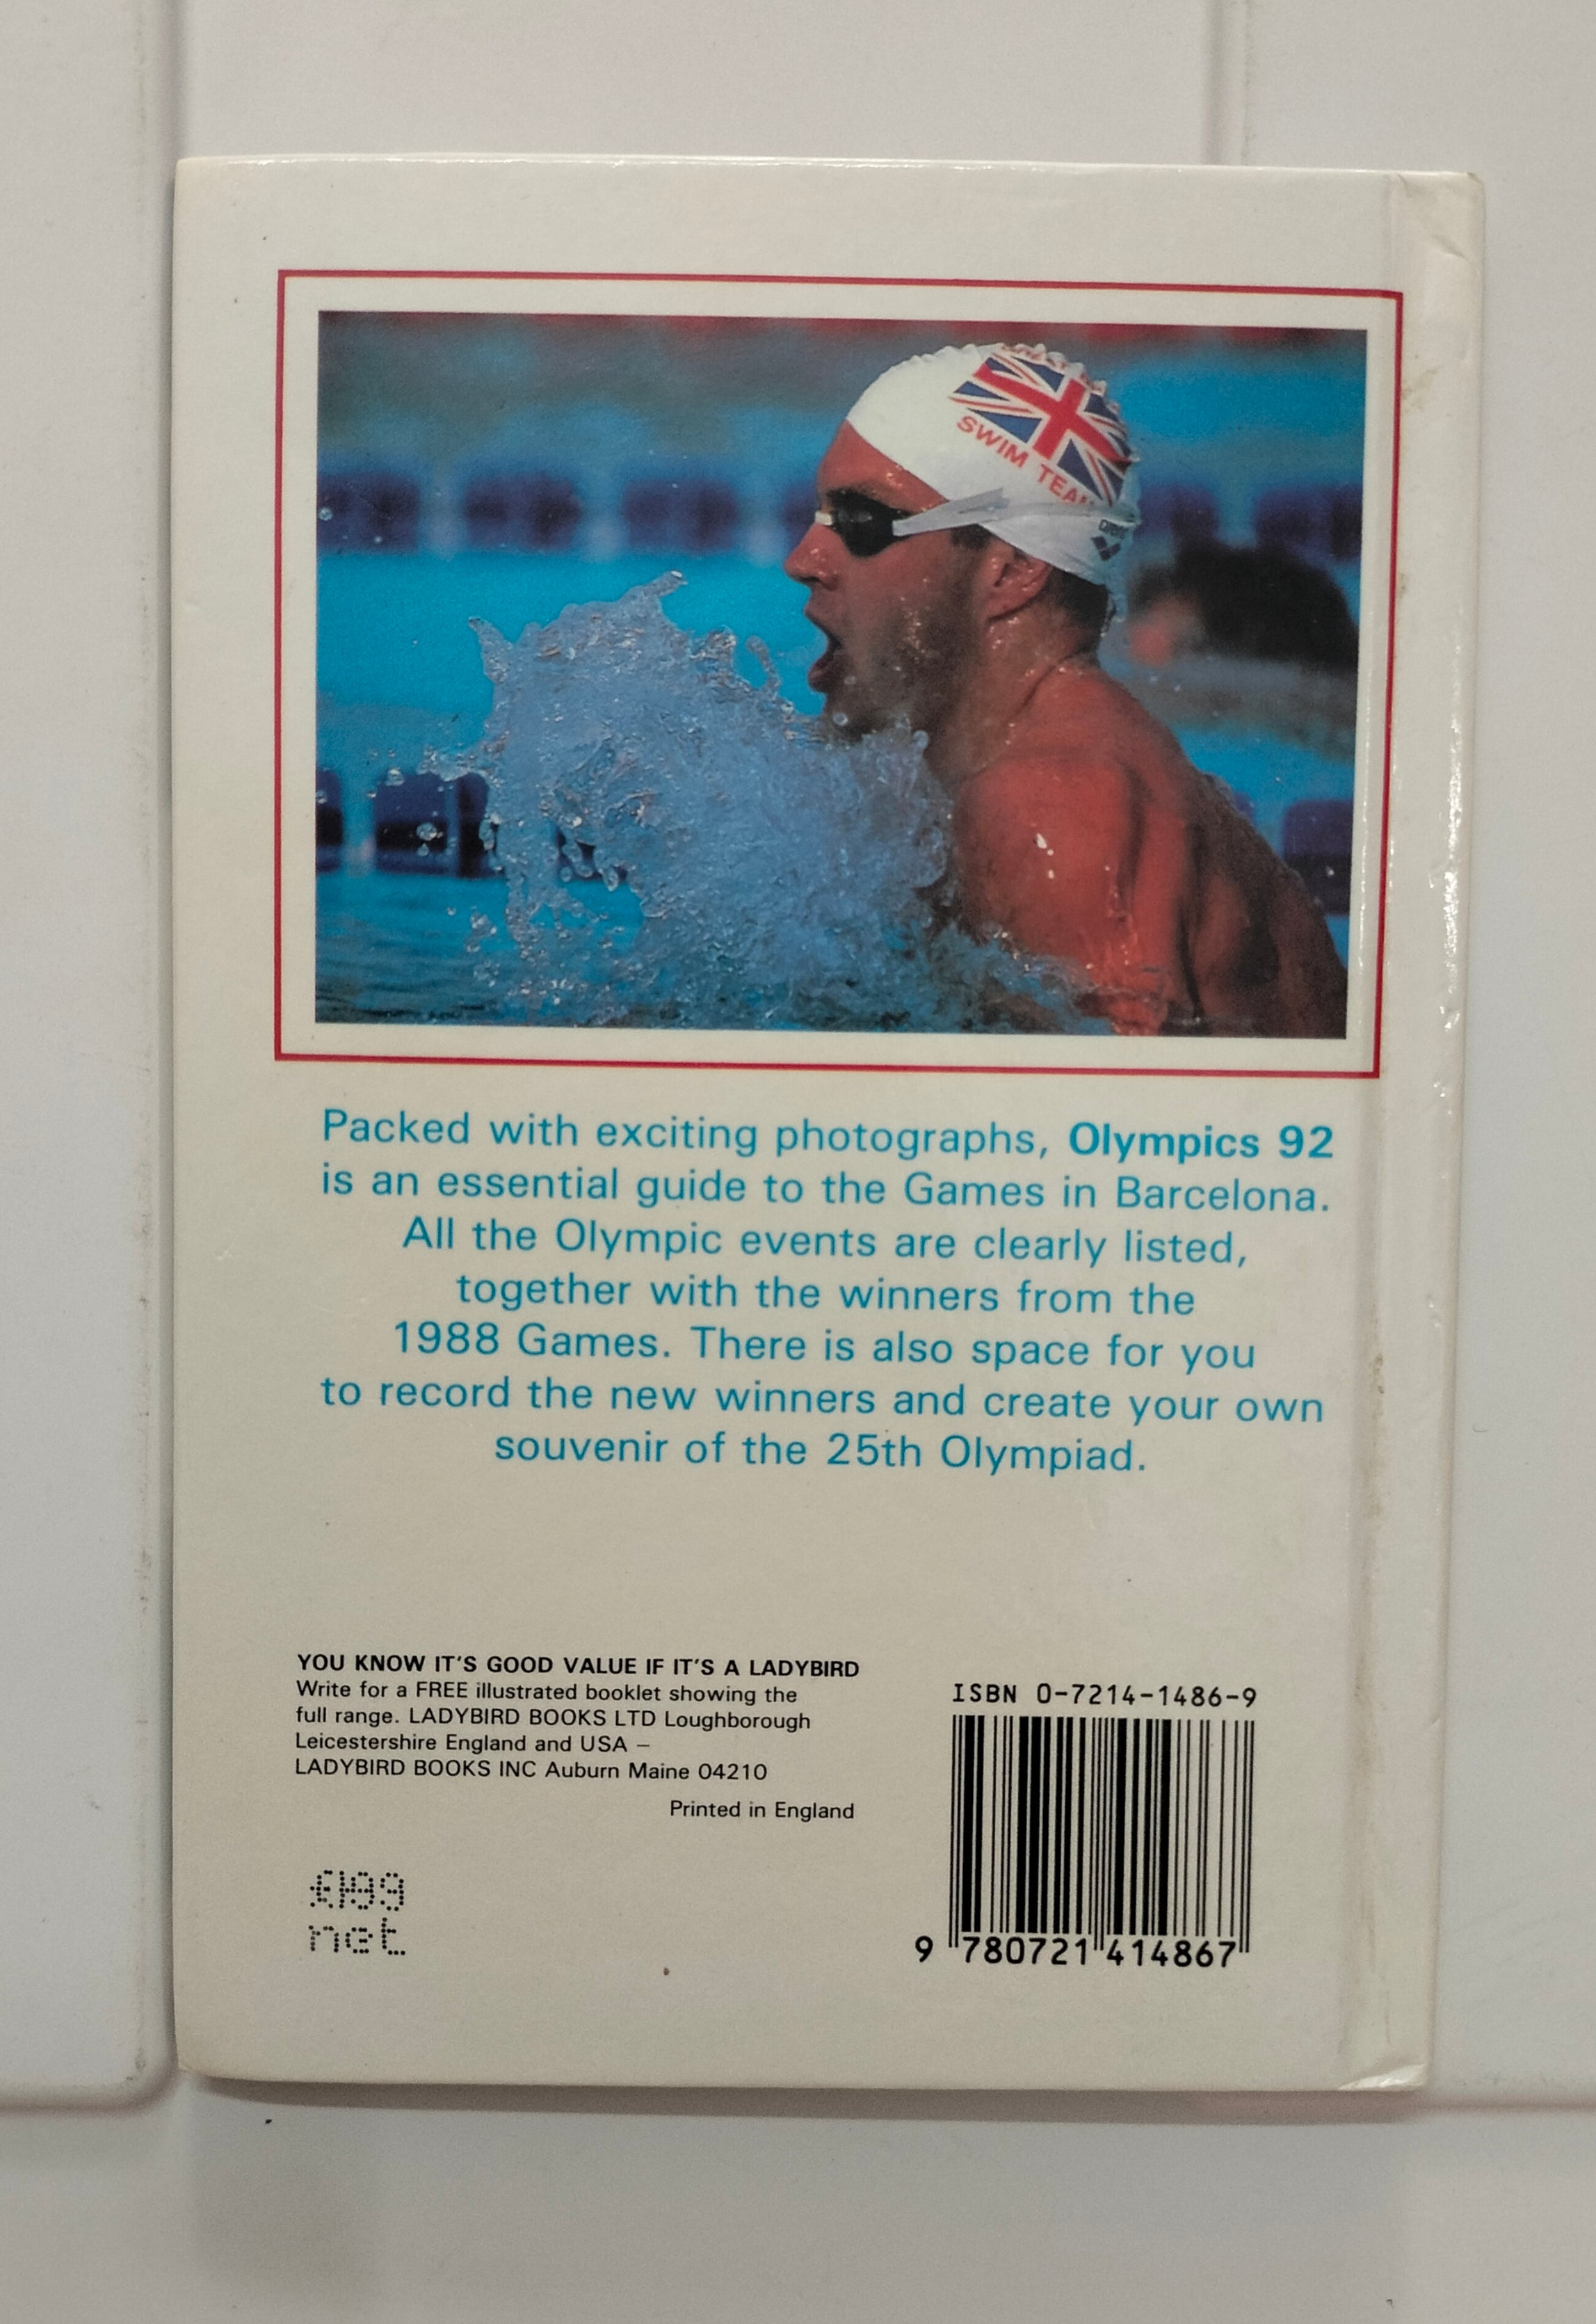 SWIM TEAM
arena
Packed with exciting photographs, Olympics 92
is an essential guide to the Games in Barcelona.
All the Olympic events are clearly listed,
together with the winners from the
1988 Games. There is also space for you
to record the new winners and create your own
souvenir of the 25th Olympiad.
YOU KNOW IT'S GOOD VALUE IF IT'S A LADYBIRD
Write for a FREE illustrated booklet showing the
full range. LADYBIRD BOOKS LTD Loughborough
Leicestershire England and USA –
LADYBIRD BOOKS INC Auburn Maine 04210
Printed in England
£199
net
ISBN 0-7214-1486-9
9 780721 414867